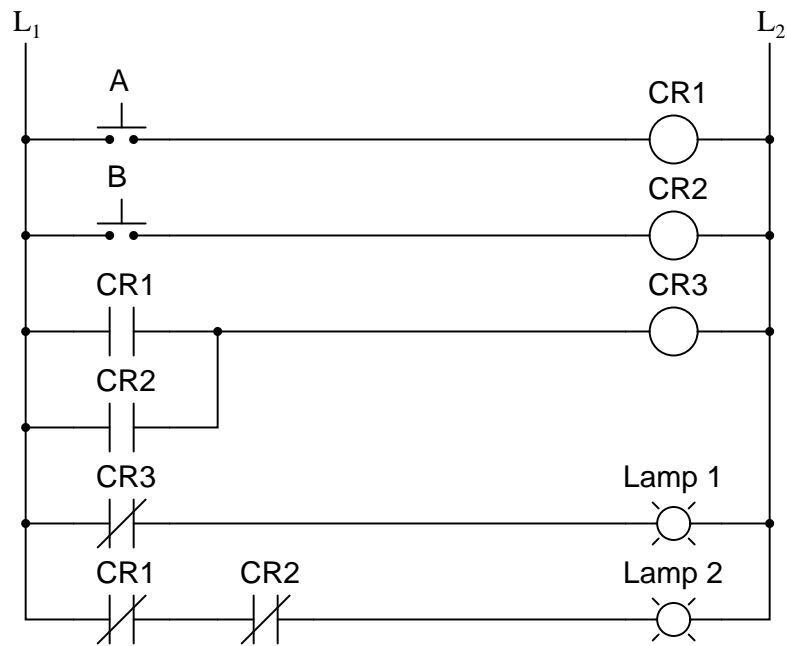 L₁ L₂
A
CR1
B
CR2
CR1 CR3
CR2
CR3 Lamp 1
CR1 CR2 Lamp 2